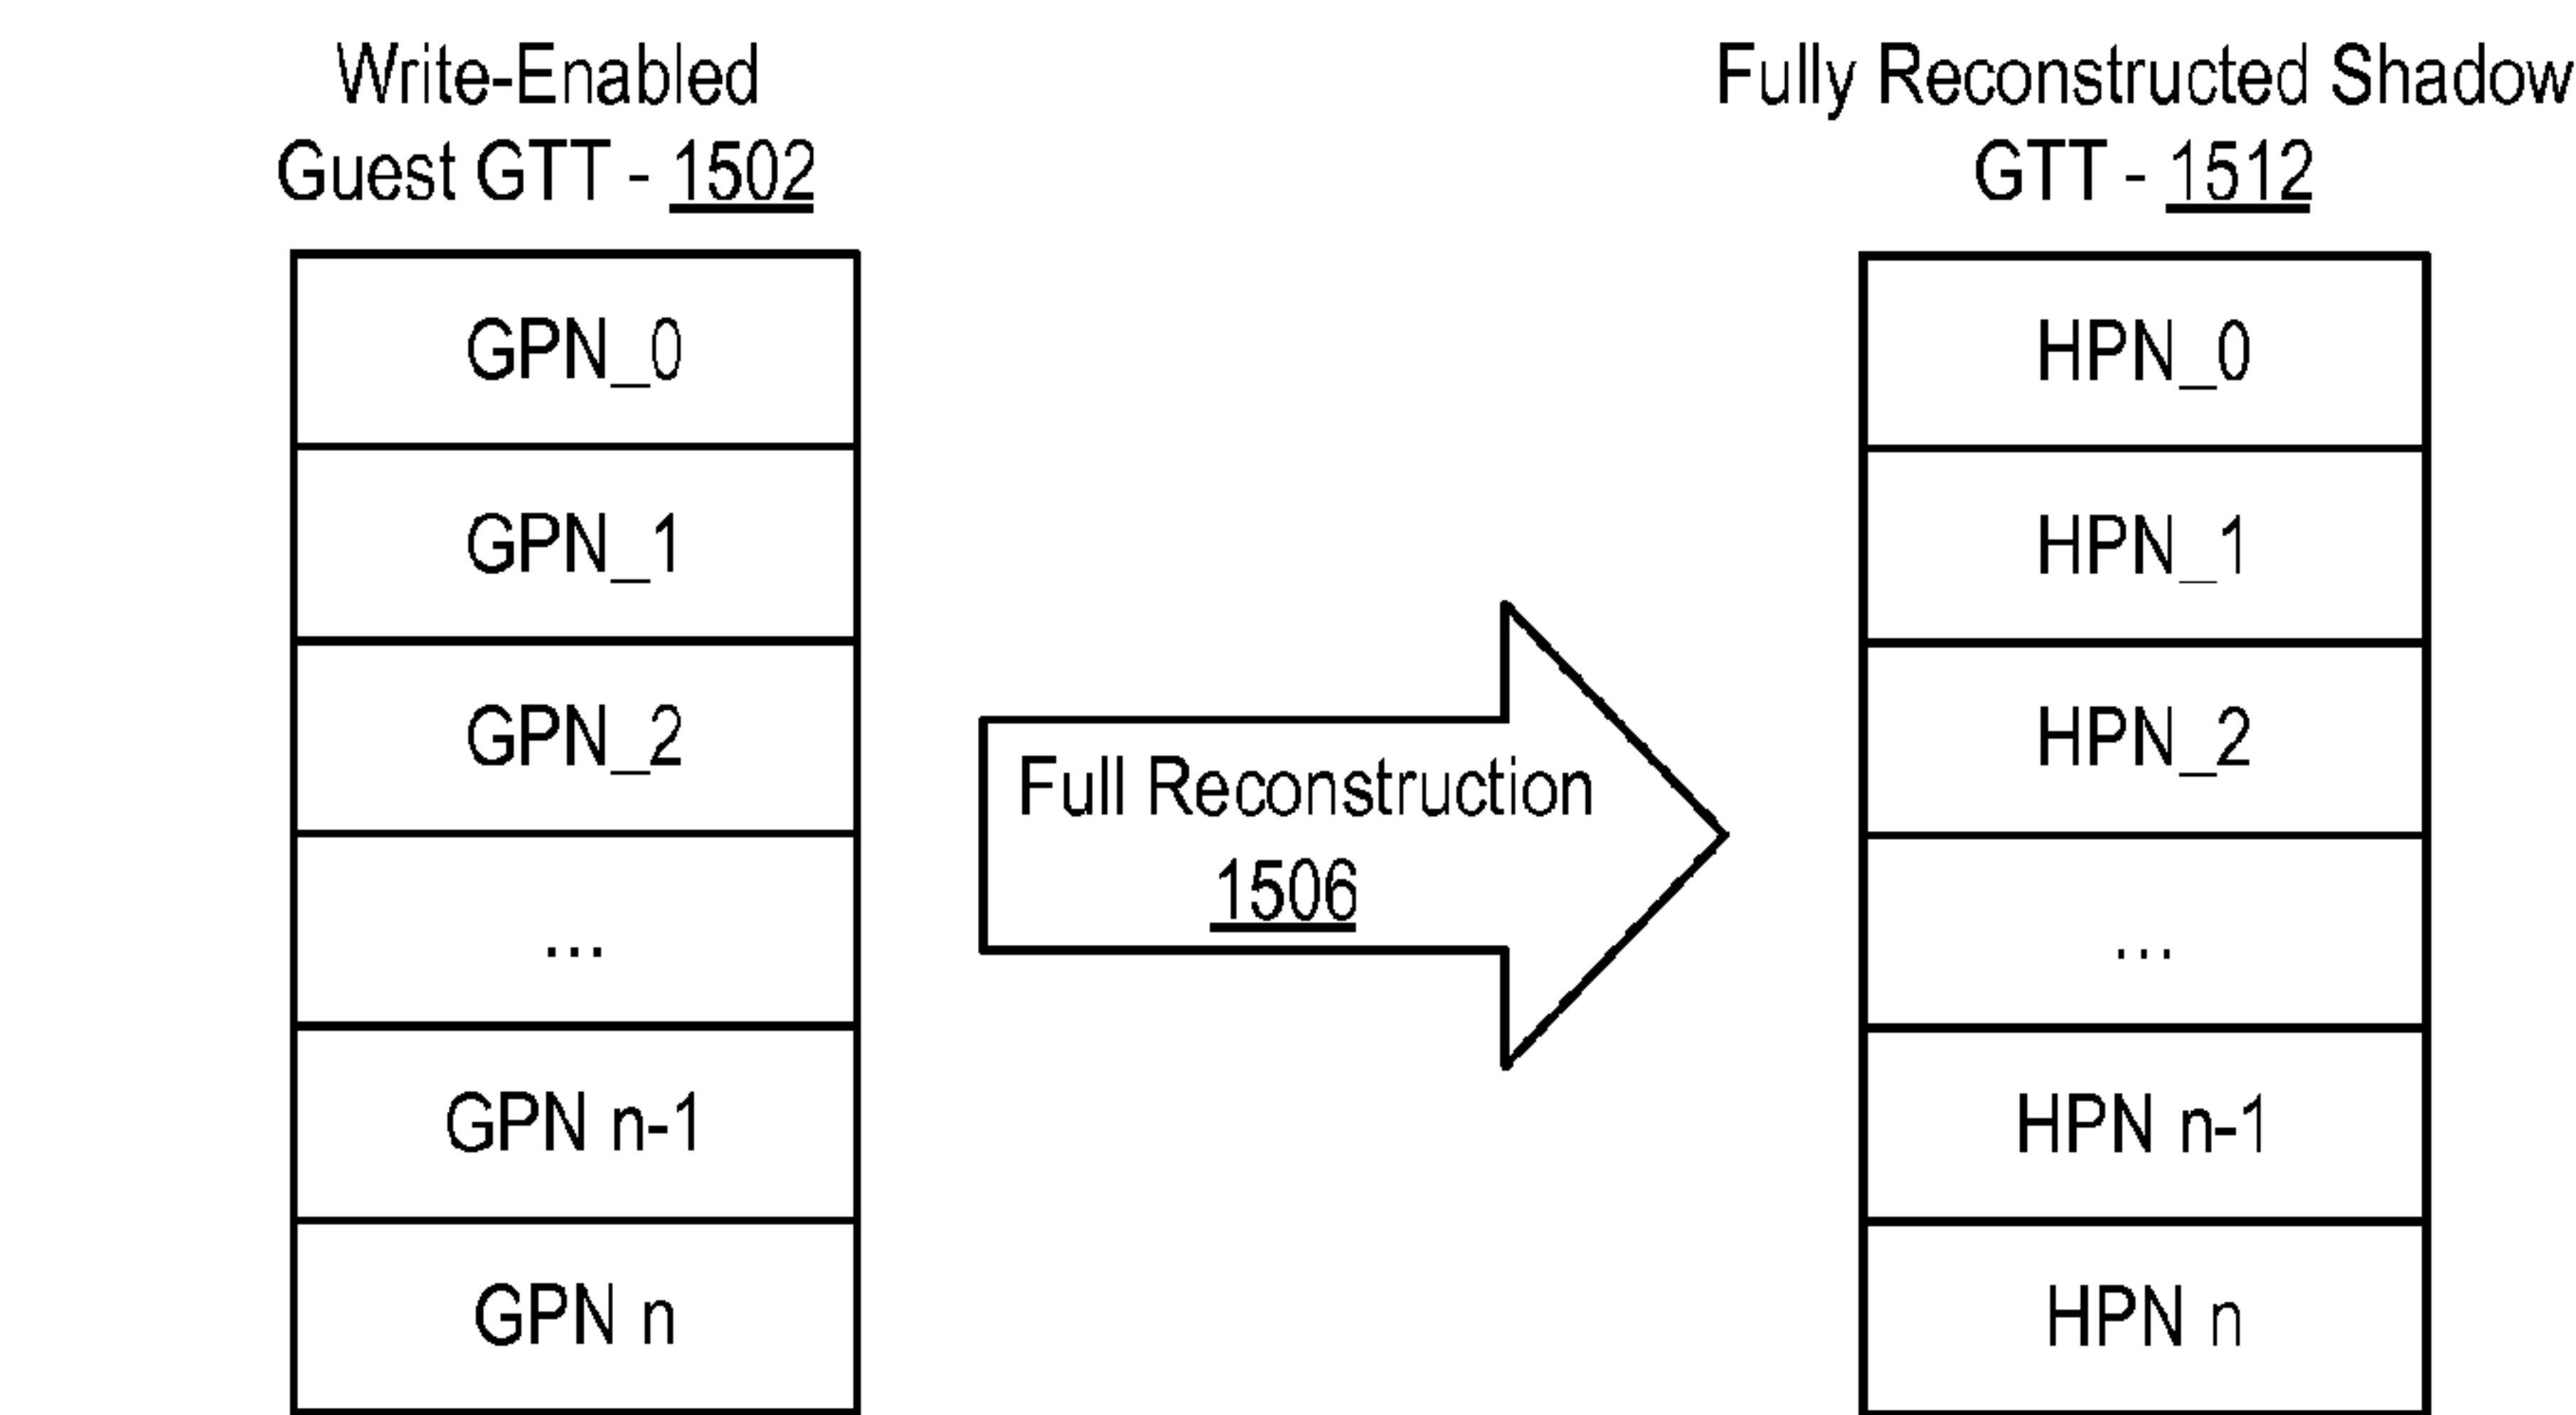 Write-Enabled
Guest GTT - 1502
GPN_0
GPN_1
GPN_2
...
GPN n-1
GPN n
Full Reconstruction
1506
Fully Reconstructed Shadow
GTT - 1512
HPN_0
HPN_1
HPN_2
...
HPN n-1
HPN n